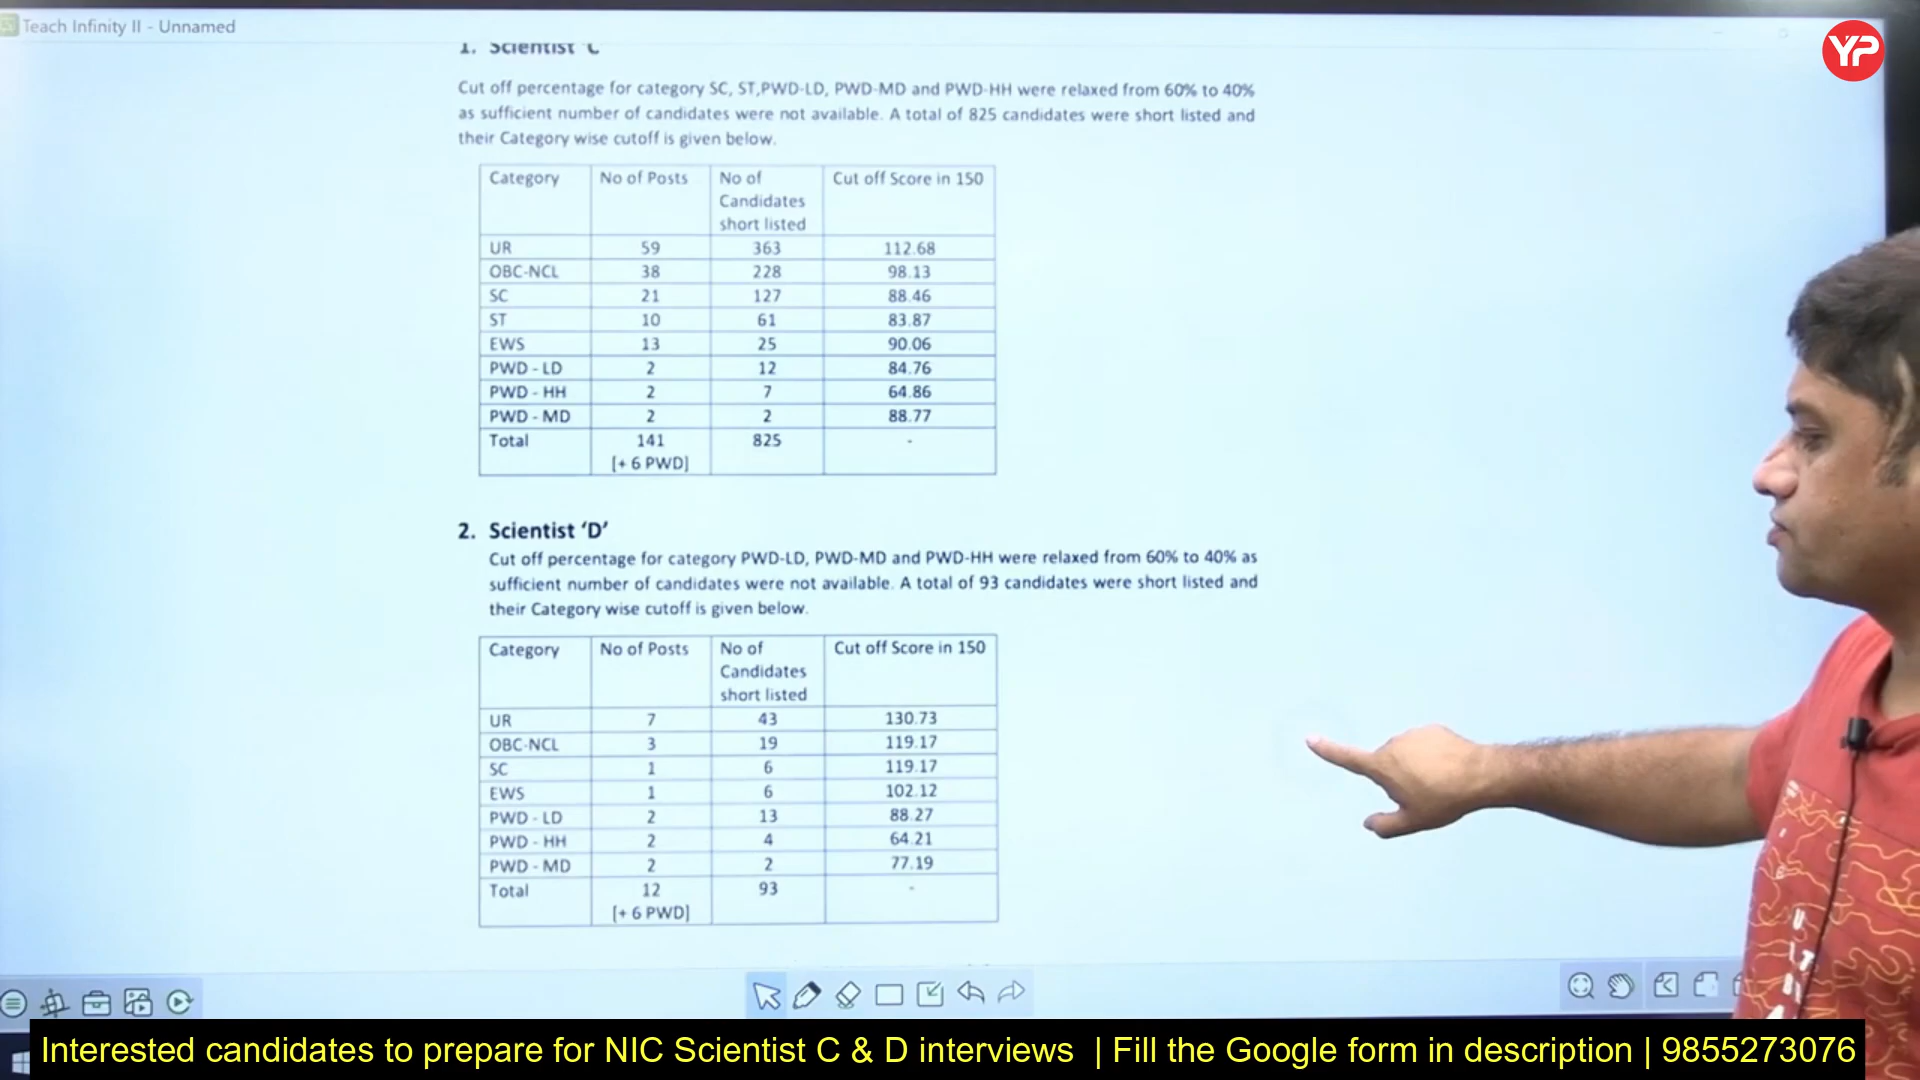 Teach Infinity II - Unnamed
YP
1. Scientist 'C
Cut off percentage for category SC, ST,PWD-LD, PWD-MD and PWD-HH were relaxed from 60% to 40%
as sufficient number of candidates were not available. A total of 825 candidates were short listed and
their Category wise cutoff is given below.
Category No of Posts No of Candidates short listed Cut off Score in 150
UR 59 363 112.68
OBC-NCL 38 228 98.13
SC 21 127 88.46
ST 10 61 83.87
EWS 13 25 90.06
PWD - LD 2 12 84.76
PWD - HH 2 7 64.86
PWD - MD 2 2 88.77
Total 141 825 -
[+ 6 PWD]
2. Scientist ‘D’
Cut off percentage for category PWD-LD, PWD-MD and PWD-HH were relaxed from 60% to 40% as
sufficient number of candidates were not available. A total of 93 candidates were short listed and
their Category wise cutoff is given below.
Category No of Posts No of Candidates short listed Cut off Score in 150
UR 7 43 130.73
OBC-NCL 3 19 119.17
SC 1 6 119.17
EWS 1 6 102.12
PWD - LD 2 13 88.27
PWD - HH 2 4 64.21
PWD - MD 2 2 77.19
Total 12 93 -
[+ 6 PWD]
Interested candidates to prepare for NIC Scientist C & D interviews | Fill the Google form in description | 9855273076